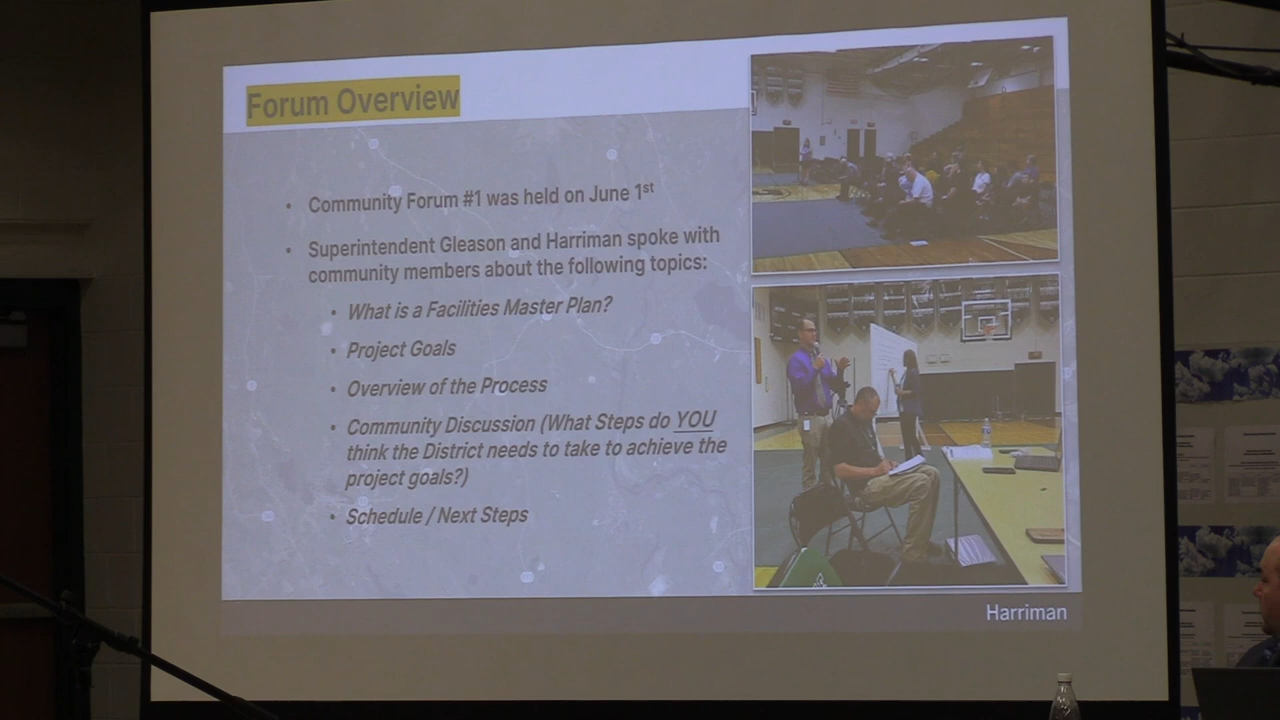 Forum Overview
• Community Forum #1 was held on June 1st
• Superintendent Gleason and Harriman spoke with
community members about the following topics:
• What is a Facilities Master Plan?
• Project Goals
• Overview of the Process
• Community Discussion (What Steps do YOU
think the District needs to take to achieve the
project goals?)
• Schedule / Next Steps
Harriman